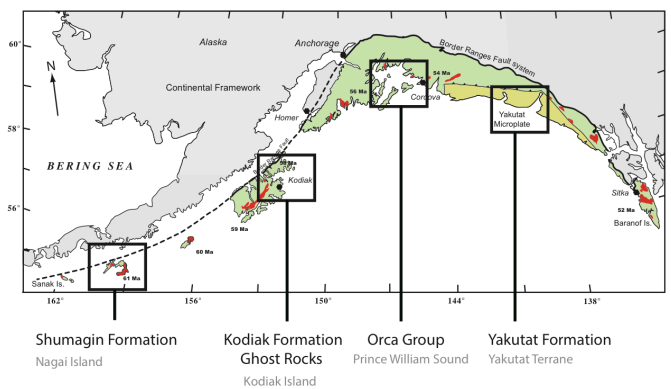 60°
Alaska
Anchorage
Border Ranges Fault system
N
Continental Framework
56 Ma
54 Ma
Cordova
Homer
58°
Yakutat
Microplate
BERING SEA
Kodiak
Sitka
56°
59 Ma
52 Ma
Baranof Is.
60 Ma
61 Ma
Sanak Is.
162° 156° 150° 144° 138°
Shumagin Formation
Nagai Island
Kodiak Formation
Ghost Rocks
Kodiak Island
Orca Group
Prince William Sound
Yakutat Formation
Yakutat Terrane